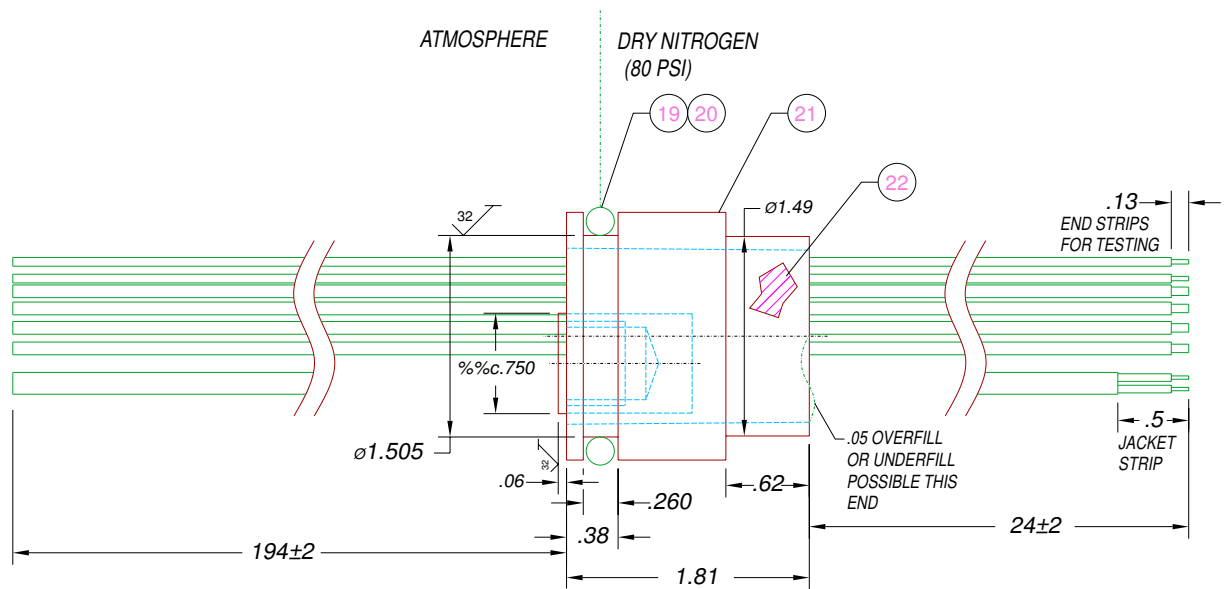 ATMOSPHERE
DRY NITROGEN
(80 PSI)
19
20
21
22
32
Ø1.49
.13
END STRIPS
FOR TESTING
%%c.750
Ø1.505
32
.06
.260
.38
.62
.05 OVERFILL
OR UNDERFILL
POSSIBLE THIS
END
.5
JACKET
STRIP
194±2
1.81
24±2